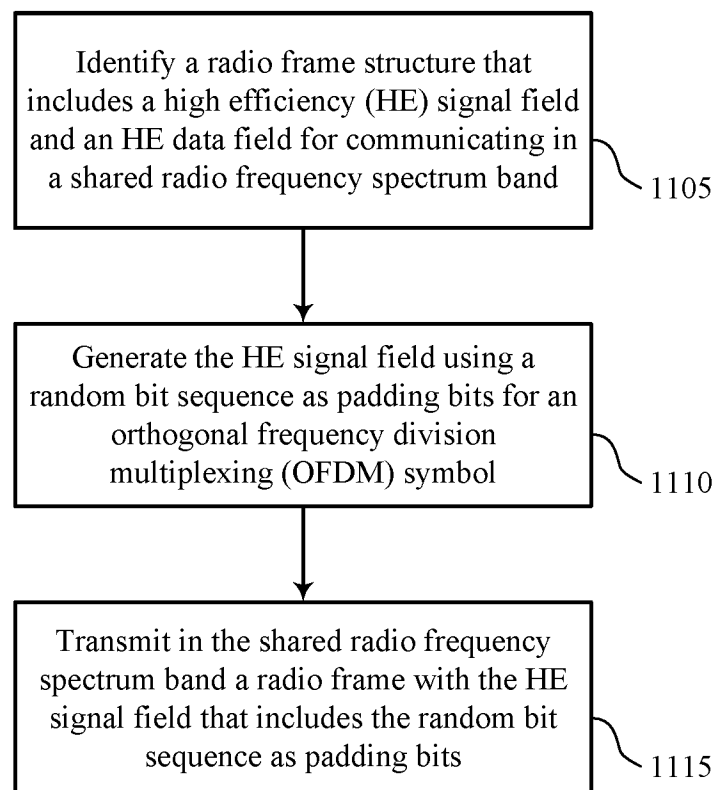 Identify a radio frame structure that
includes a high efficiency (HE) signal field
and an HE data field for communicating in
a shared radio frequency spectrum band
1105
Generate the HE signal field using a
random bit sequence as padding bits for an
orthogonal frequency division
multiplexing (OFDM) symbol
1110
Transmit in the shared radio frequency
spectrum band a radio frame with the HE
signal field that includes the random bit
sequence as padding bits
1115